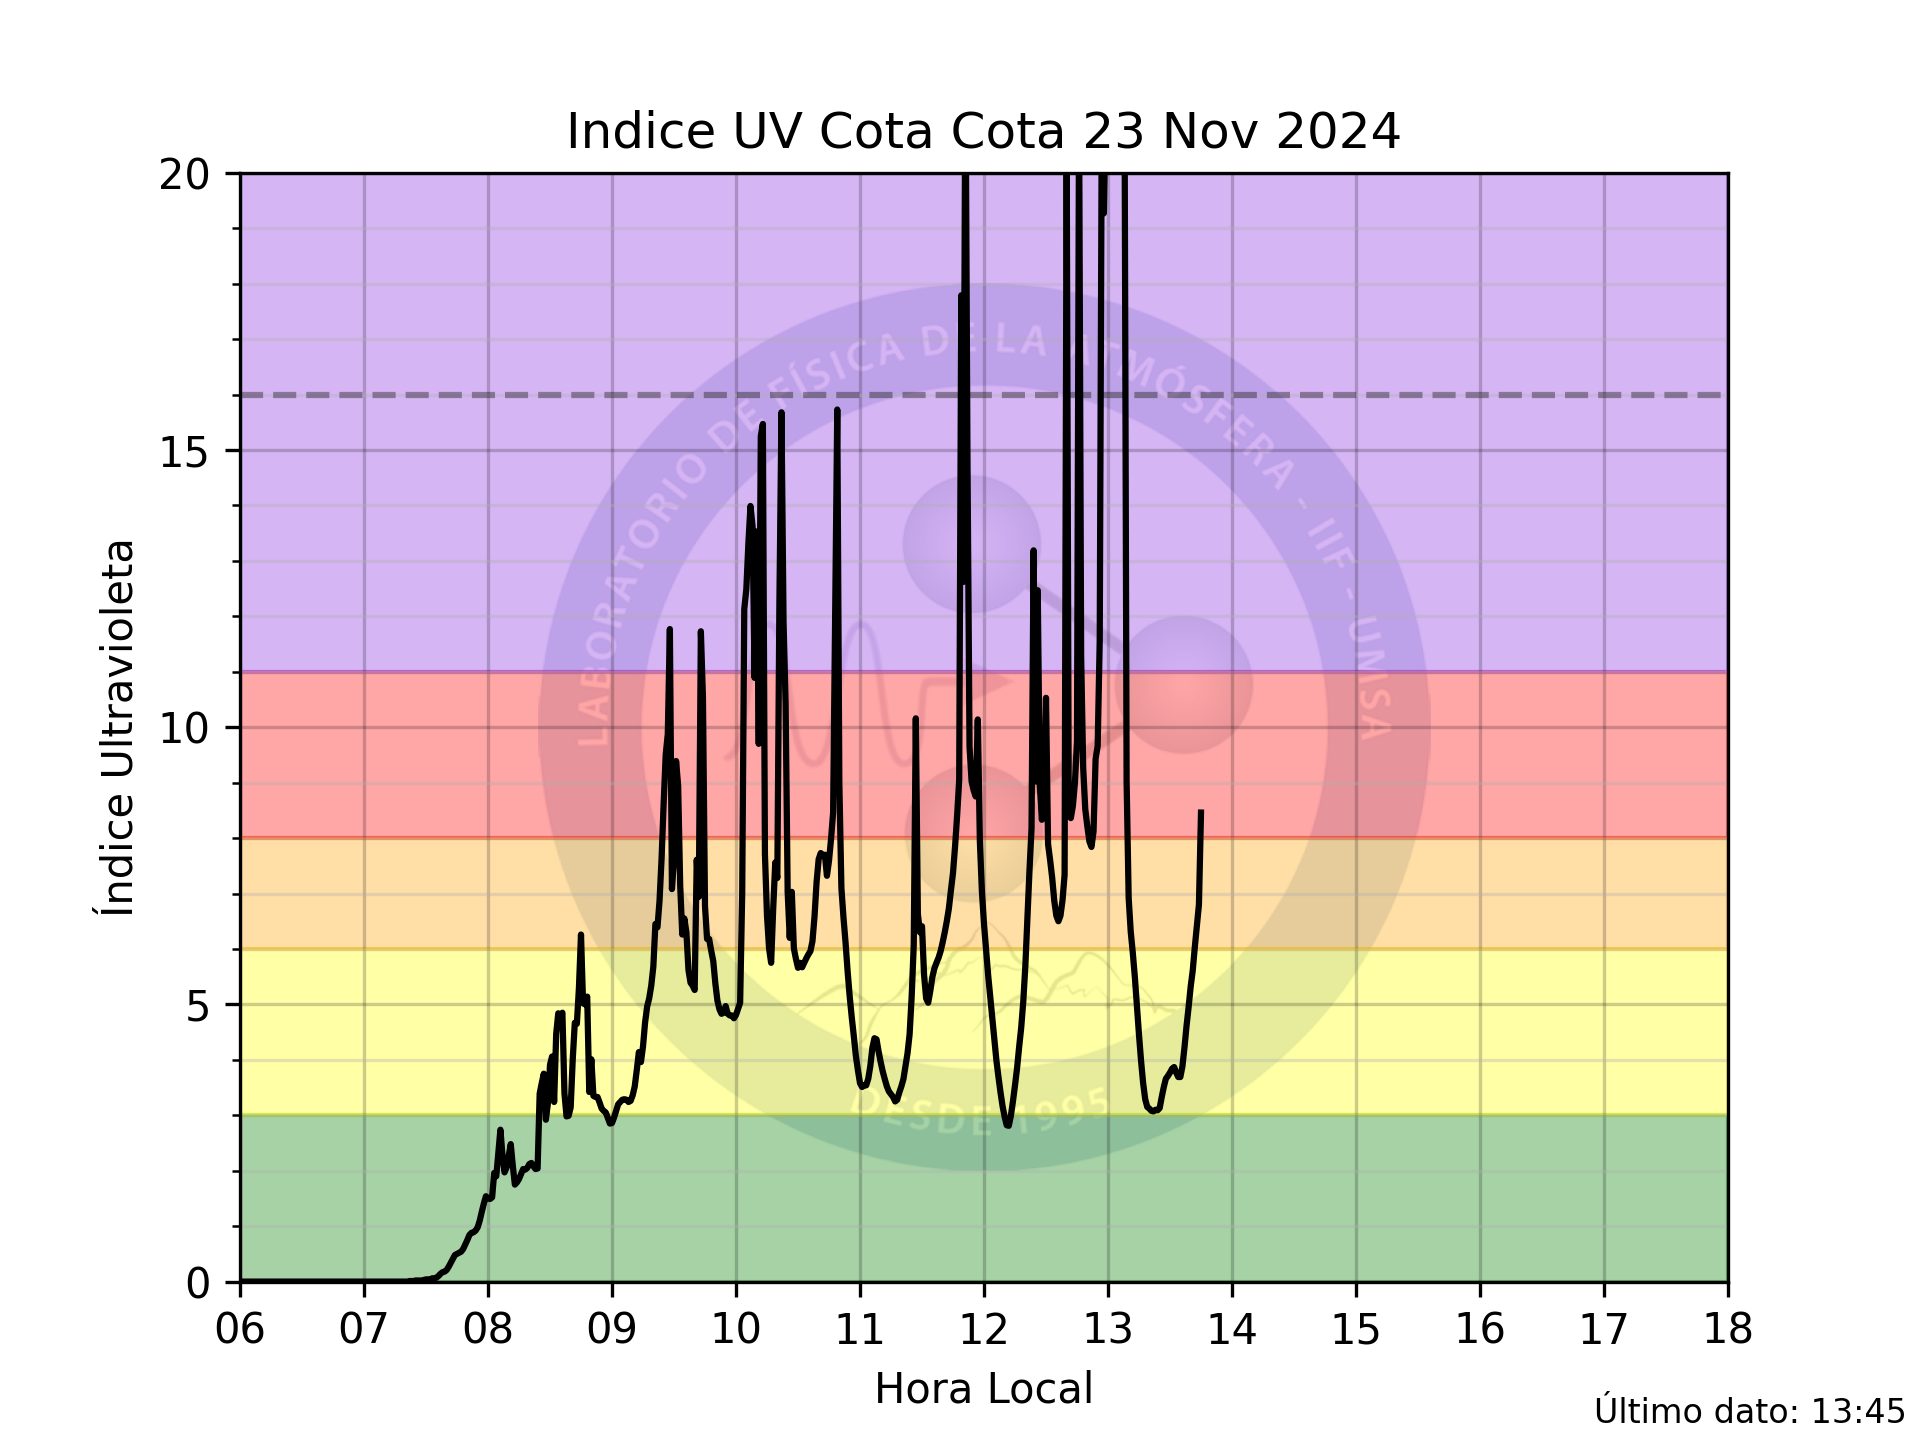 Indice UV Cota Cota 23 Nov 2024
20
15
10
5
0
Índice Ultravioleta
LABORATORIO DE FÍSICA DE LA ATMÓSFERA - IIF - UMSA
DESDE 1995
06 07 08 09 10 11 12 13 14 15 16 17 18
Hora Local
Último dato: 13:45